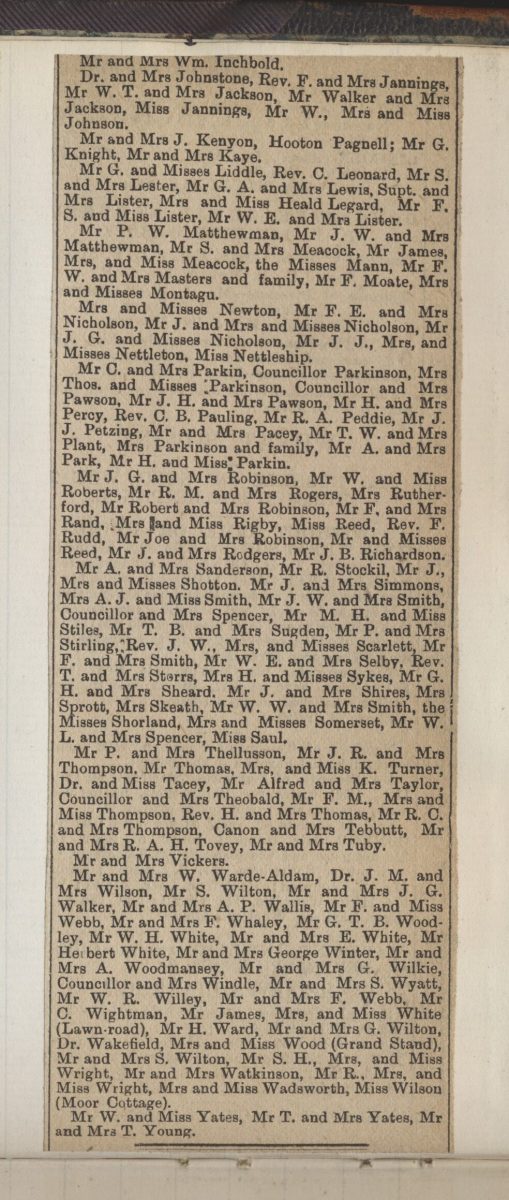 Mr and Mrs Wm. Inchbold.
Dr. and Mrs Johnstone, Rev. F. and Mrs Jannings,
Mr W. T. and Mrs Jackson, Mr Walker and Mrs
Jackson, Miss Jannings, Mr W., Mrs and Miss
Johnson.
Mr and Mrs J. Kenyon, Hooton Pagnell; Mr G.
Knight, Mr and Mrs Kaye.
Mr G. and Misses Liddle, Rev. C. Leonard, Mr S.
and Mrs Lester, Mr G. A. and Mrs Lewis, Supt. and
Mrs Lister, Mrs and Miss Heald Legard, Mr F.
S. and Miss Lister, Mr W. E. and Mrs Lister.
Mr P. W. Matthewman, Mr J. W. and Mrs
Matthewman, Mr S. and Mrs Meacock, Mr James,
Mrs, and Miss Meacock, the Misses Mann, Mr F.
W. and Mrs Masters and family, Mr F. Moate, Mrs
and Misses Montagu.
Mrs and Misses Newton, Mr F. E. and Mrs
Nicholson, Mr J. and Mrs and Misses Nicholson, Mr
J. G. and Misses Nicholson, Mr J. J., Mrs, and
Misses Nettleton, Miss Nettleship.
Mr C. and Mrs Parkin, Councillor Parkinson, Mrs
Thos. and Misses Parkinson, Councillor and Mrs
Pawson, Mr J. H. and Mrs Pawson, Mr H. and Mrs
Percy, Rev. C. B. Pauling, Mr R. A. Peddie, Mr J.
J. Petzing, Mr and Mrs Pacey, Mr T. W. and Mrs
Plant, Mrs Parkinson and family, Mr A. and Mrs
Park, Mr H. and Miss Parkin.
Mr J. G. and Mrs Robinson, Mr W. and Miss
Roberts, Mr R. M. and Mrs Rogers, Mrs Ruther-
ford, Mr Robert and Mrs Robinson, Mr F. and Mrs
Rand, Mrs and Miss Rigby, Miss Reed, Rev. F.
Rudd, Mr Joe and Mrs Robinson, Mr and Misses
Reed, Mr J. and Mrs Rodgers, Mr J. B. Richardson.
Mr A. and Mrs Sanderson, Mr R. Stockil, Mr J.,
Mrs and Misses Shotton, Mr J. and Mrs Simmons,
Mrs A. J. and Miss Smith, Mr J. W. and Mrs Smith,
Councillor and Mrs Spencer, Mr M. H. and Miss
Stiles, Mr T. B. and Mrs Sugden, Mr P. and Mrs
Stirling, Rev. J. W., Mrs, and Misses Scarlett, Mr
F. and Mrs Smith, Mr W. E. and Mrs Selby, Rev.
T. and Mrs Sterrs, Mrs H. and Misses Sykes, Mr G.
H. and Mrs Sheard, Mr J. and Mrs Shires, Mrs
Sprott, Mrs Skeath, Mr W. W. and Mrs Smith, the
Misses Shorland, Mrs and Misses Somerset, Mr W.
L. and Mrs Spencer, Miss Saul.
Mr P. and Mrs Thellusson, Mr J. R. and Mrs
Thompson, Mr Thomas, Mrs, and Miss K. Turner,
Dr. and Miss Tacey, Mr Alfred and Mrs Taylor,
Councillor and Mrs Theobald, Mr F. M., Mrs and
Miss Thompson, Rev. H. and Mrs Thomas, Mr R. C.
and Mrs Thompson, Canon and Mrs Tebbutt, Mr
and Mrs R. A. H. Tovey, Mr and Mrs Tuby.
Mr and Mrs Vickers.
Mr and Mrs W. Warde-Aldam, Dr. J. M. and
Mrs Wilson, Mr S. Wilton, Mr and Mrs J. G.
Walker, Mr and Mrs A. P. Wallis, Mr F. and Miss
Webb, Mr and Mrs F. Whaley, Mr G. T. B. Wood-
ley, Mr W. H. White, Mr and Mrs E. White, Mr
Herbert White, Mr and Mrs George Winter, Mr and
Mrs A. Woodmansey, Mr and Mrs G. Wilkie,
Councillor and Mrs Windle, Mr and Mrs S. Wyatt,
Mr W. R. Willey, Mr and Mrs F. Webb, Mr
C. Wightman, Mr James, Mrs, and Miss White
(Lawn-road), Mr H. Ward, Mr and Mrs G. Wilton,
Dr. Wakefield, Mrs and Miss Wood (Grand Stand),
Mr and Mrs S. Wilton, Mr S. H., Mrs, and Miss
Wright, Mr and Mrs Watkinson, Mr R., Mrs, and
Miss Wright, Mrs and Miss Wadsworth, Miss Wilson
(Moor Cottage).
Mr W. and Miss Yates, Mr T. and Mrs Yates, Mr
and Mrs T. Young.